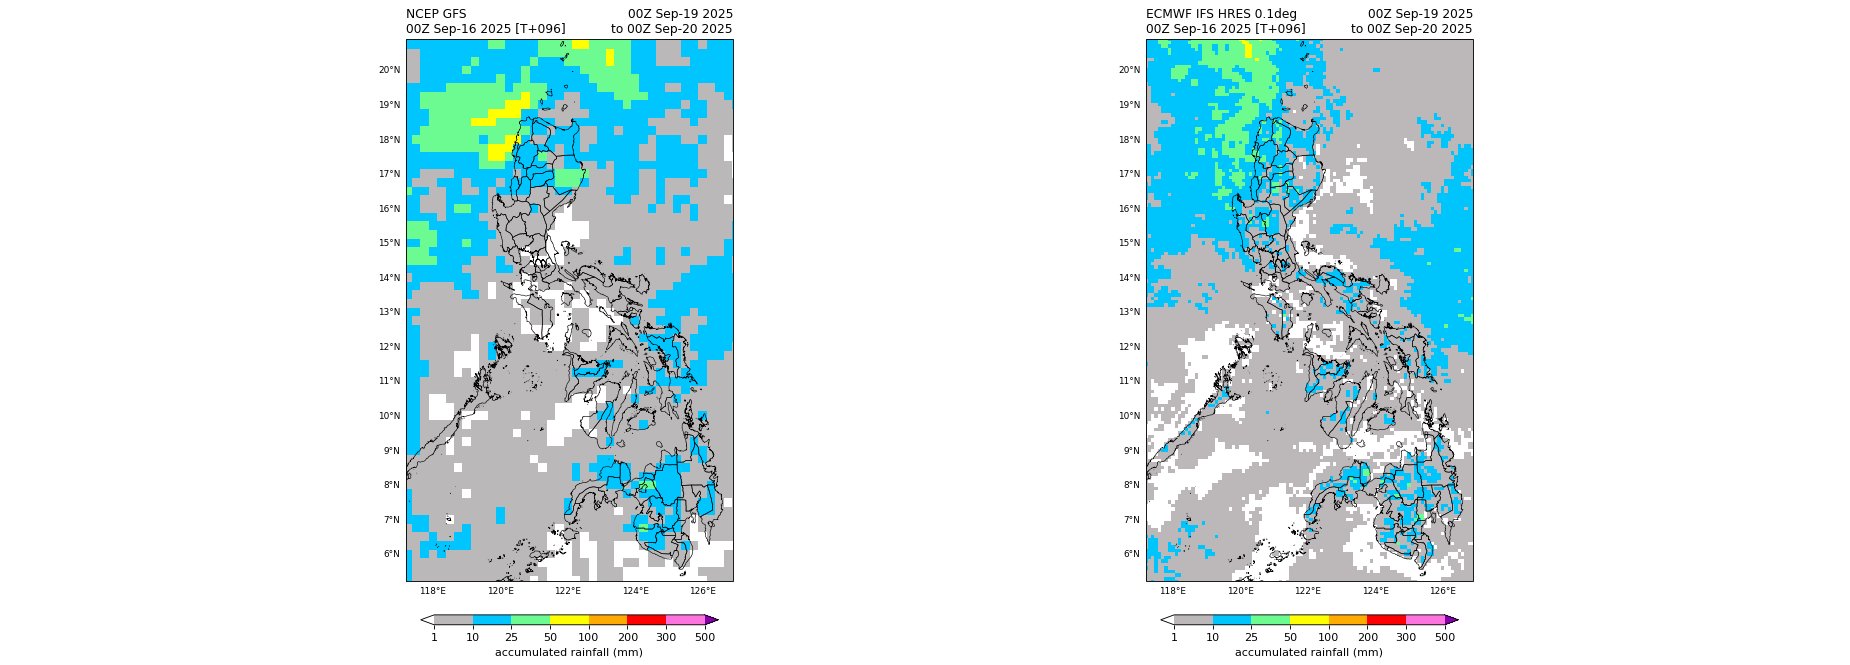 NCEP GFS 00Z Sep-19 2025
00Z Sep-16 2025 [T+096] to 00Z Sep-20 2025
20°N
19°N
18°N
17°N
16°N
15°N
14°N
13°N
12°N
11°N
10°N
9°N
8°N
7°N
6°N
118°E 120°E 122°E 124°E 126°E
1 10 25 50 100 200 300 500
accumulated rainfall (mm)
ECMWF IFS HRES 0.1deg 00Z Sep-19 2025
00Z Sep-16 2025 [T+096] to 00Z Sep-20 2025
20°N
19°N
18°N
17°N
16°N
15°N
14°N
13°N
12°N
11°N
10°N
9°N
8°N
7°N
6°N
118°E 120°E 122°E 124°E 126°E
1 10 25 50 100 200 300 500
accumulated rainfall (mm)